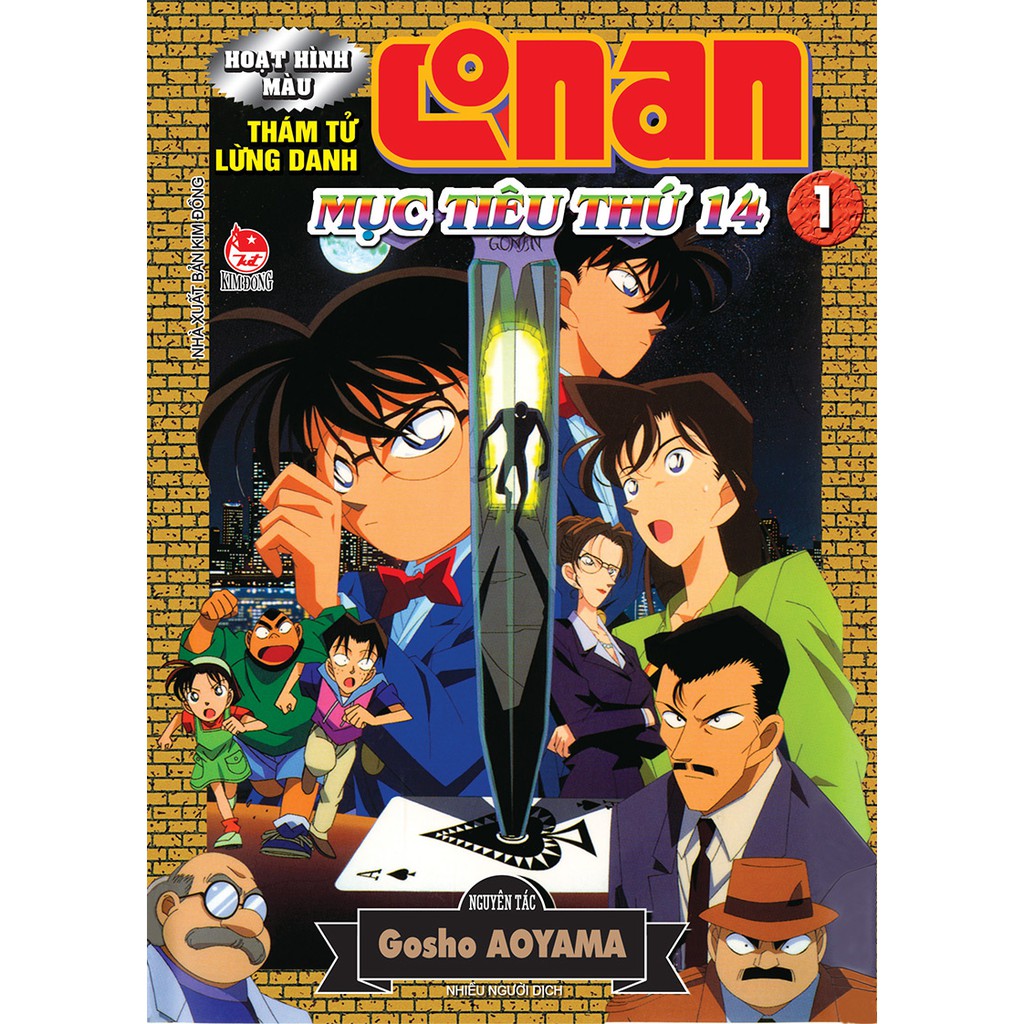 HOẠT HÌNH
MÀU
THÁM TỬ
LỪNG DANH
Conan
MỤC TIÊU THỨ 14
1
NHÀ XUẤT BẢN KIM ĐỒNG
KIM ĐỒNG
CONAN
A
NGUYÊN TÁC
Gosho AOYAMA
NHIỀU NGƯỜI DỊCH